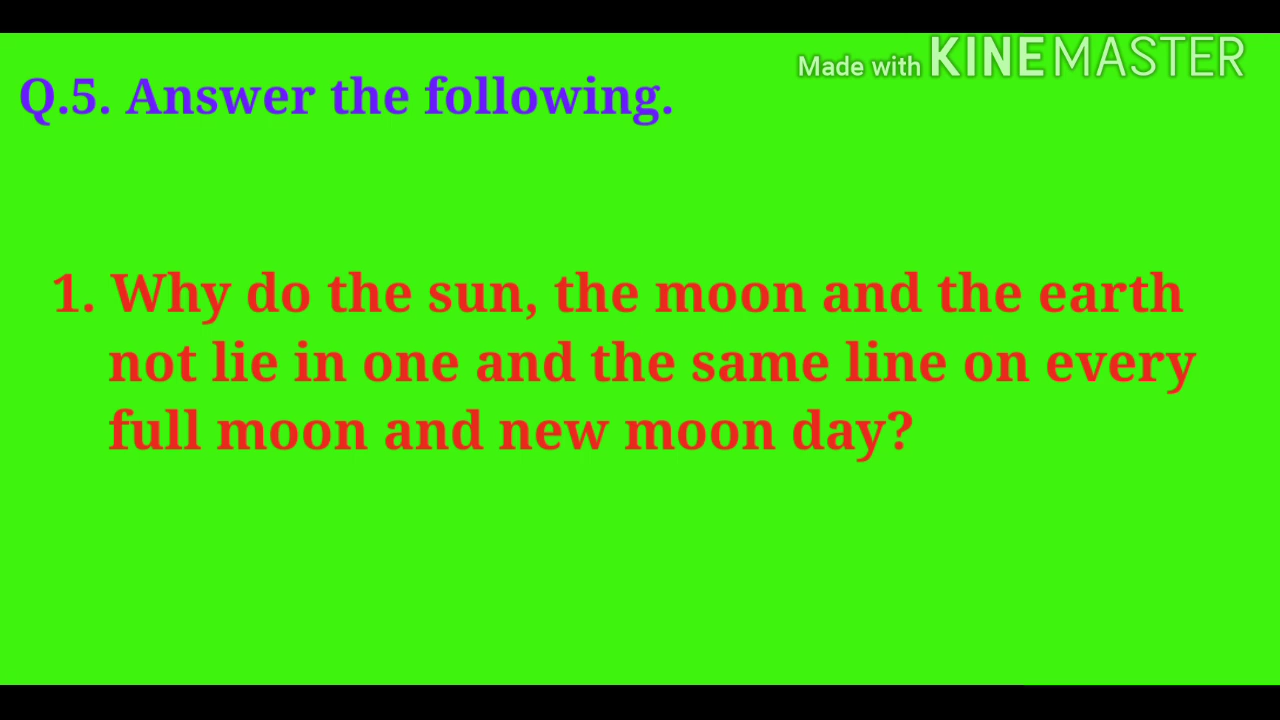 Made with KINEMASTER
Q.5. Answer the following.
1. Why do the sun, the moon and the earth
not lie in one and the same line on every
full moon and new moon day?